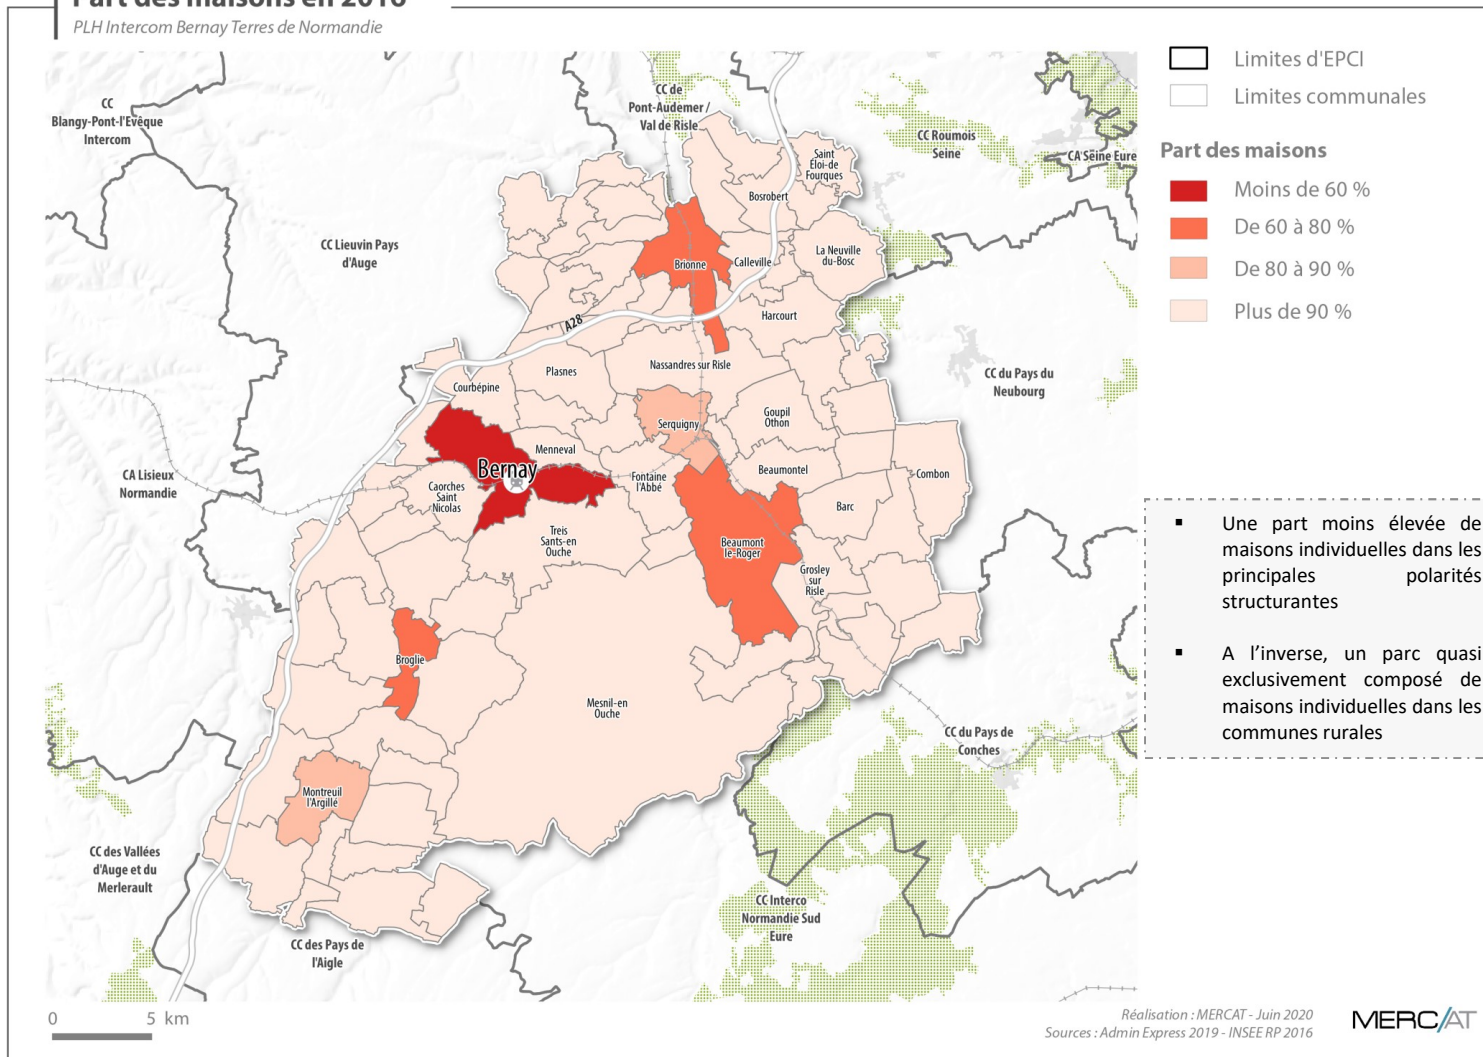 Part des maisons en 2016
PLH Intercom Bernay Terres de Normandie
CC
Blangy-Pont-l'Evêque
Intercom
CC de
Pont-Audemer /
Val de Risle
CC Roumois
Seine
CA Seine Eure
Saint
Éloi-de
Fourques
Bosrobert
CC Lieuvin Pays
d'Auge
La Neuville
du-Bosc
Brionne
Calleville
Harcourt
A28
Nassandres sur Risle
Plasnes
CC du Pays du
Neubourg
Courbépine
Goupil
Othon
Serquigny
Menneval
Bernay
Beaumontel
Combon
CA Lisieux
Normandie
Caorches
Saint
Nicolas
Fontaine
l'Abbé
Barc
Treis
Sants-en
Ouche
Beaumont
le-Roger
Grosley
sur
Risle
Broglie
Mesnil-en
Ouche
CC du Pays de
Conches
Montreuil
l'Argillé
CC des Vallées
d'Auge et du
Merlerault
CC Interco
Normandie Sud
Eure
CC des Pays de
l'Aigle
0 5 km
Limites d'EPCI
Limites communales
Part des maisons
Moins de 60 %
De 60 à 80 %
De 80 à 90 %
Plus de 90 %
▪ Une part moins élevée de
maisons individuelles dans les
principales polarités
structurantes
▪ A l’inverse, un parc quasi
exclusivement composé de
maisons individuelles dans les
communes rurales
Réalisation : MERCAT - Juin 2020
Sources : Admin Express 2019 - INSEE RP 2016
MERC/AT